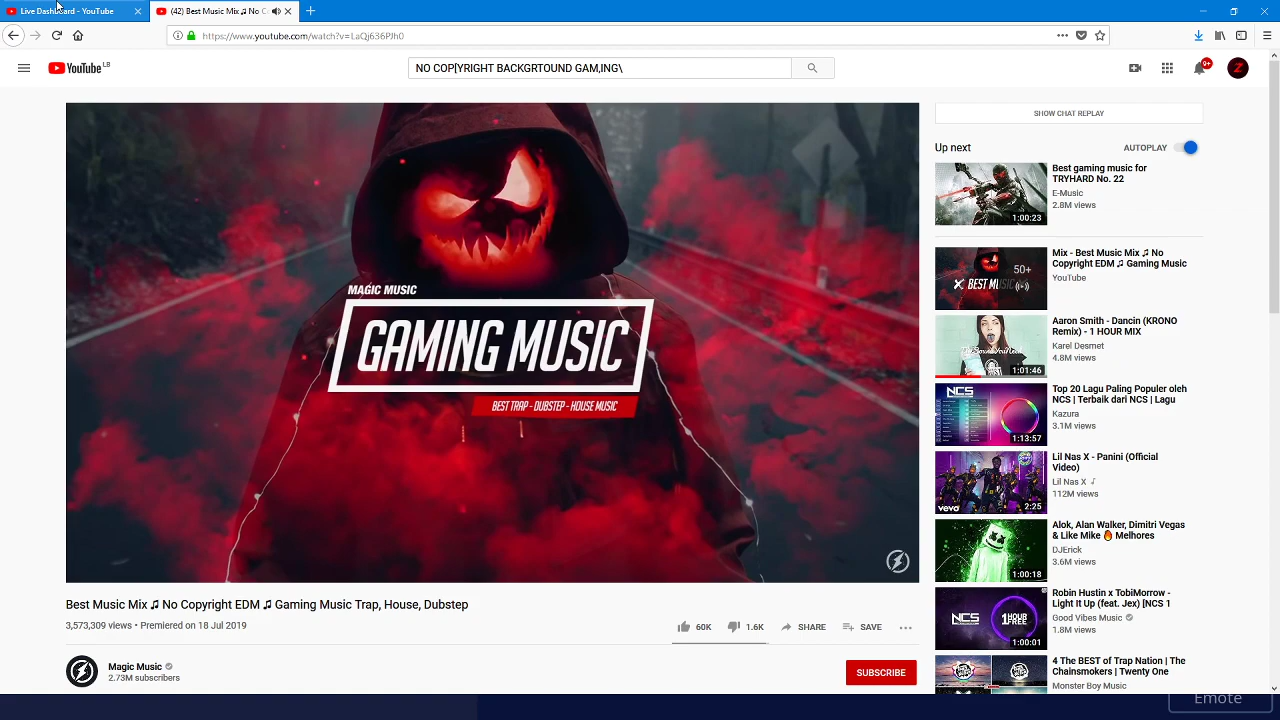 Live Dashboard - YouTube
(42) Best Music Mix ♫ No C
https://www.youtube.com/watch?v=LaQj636PJh0
YouTube LB
NO COP[YRIGHT BACKGRTOUND GAM,ING\
9+
Z
MAGIC MUSIC
GAMING MUSIC
BEST TRAP - DUBSTEP - HOUSE MUSIC
Best Music Mix ♫ No Copyright EDM ♫ Gaming Music Trap, House, Dubstep
3,573,309 views • Premiered on 18 Jul 2019
60K
1.6K
SHARE
SAVE
Magic Music
2.73M subscribers
SUBSCRIBE
SHOW CHAT REPLAY
Up next
AUTOPLAY
1:00:23
Best gaming music for
TRYHARD No. 22
E-Music
2.8M views
50+
BEST MU
Mix - Best Music Mix ♫ No
Copyright EDM ♫ Gaming Music
YouTube
1:01:46
Aaron Smith - Dancin (KRONO
Remix) - 1 HOUR MIX
Karel Desmet
4.8M views
NCS
1:13:57
Top 20 Lagu Paling Populer oleh
NCS | Terbaik dari NCS | Lagu
Kazura
3.1M views
vevo
2:25
Lil Nas X - Panini (Official
Video)
Lil Nas X ♪
112M views
1:00:18
Alok, Alan Walker, Dimitri Vegas
& Like Mike 🔥 Melhores
DJErick
3.6M views
NCS
1HOUR
FREE
1:00:01
Robin Hustin x TobiMorrow -
Light It Up (feat. Jex) [NCS 1
Good Vibes Music
1.8M views
4 The BEST of Trap Nation | The
Chainsmokers | Twenty One
Monster Boy Music
Emote